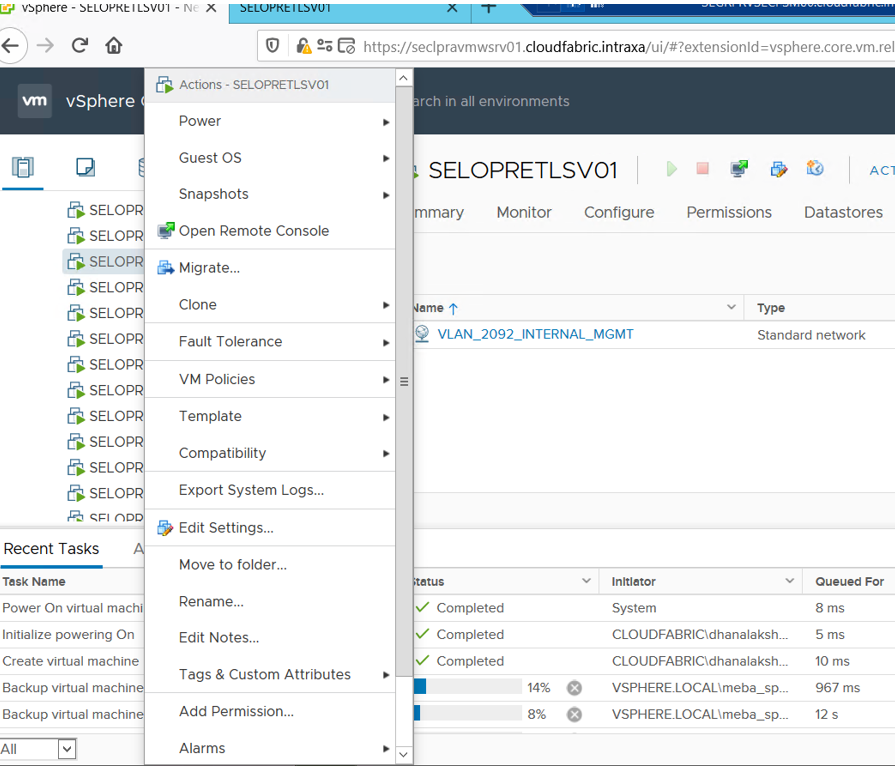 vSphere - SELOPRETLSV01 - Ne
SELOPRETLSV01
https://seclpravmwsrv01.cloudfabric.intraxa/ui/#?extensionId=vsphere.core.vm.rel
vm
vSphere
arch in all environments
Actions - SELOPRETLSV01
Power
Guest OS
Snapshots
Open Remote Console
Migrate...
Clone
Fault Tolerance
VM Policies
Template
Compatibility
Export System Logs...
Edit Settings...
Move to folder...
Rename...
Edit Notes...
Tags & Custom Attributes
Add Permission...
Alarms
SELOPR
SELOPR
SELOPR
SELOPR
SELOPR
SELOPR
SELOPR
SELOPR
SELOPR
SELOPR
SELOPR
SELOPR
SELOPR
SELOPRETLSV01
ACT
mmary Monitor Configure Permissions Datastores
Name Type
VLAN_2092_INTERNAL_MGMT Standard network
Recent Tasks A
Task Name Status Initiator Queued For
Power On virtual machi Completed System 8 ms
Initialize powering On Completed CLOUDFABRIC\dhanalaksh... 5 ms
Create virtual machine Completed CLOUDFABRIC\dhanalaksh... 10 ms
Backup virtual machine 14% VSPHERE.LOCAL\meba_sp... 967 ms
Backup virtual machine 8% VSPHERE.LOCAL\meba_sp... 12 s
All